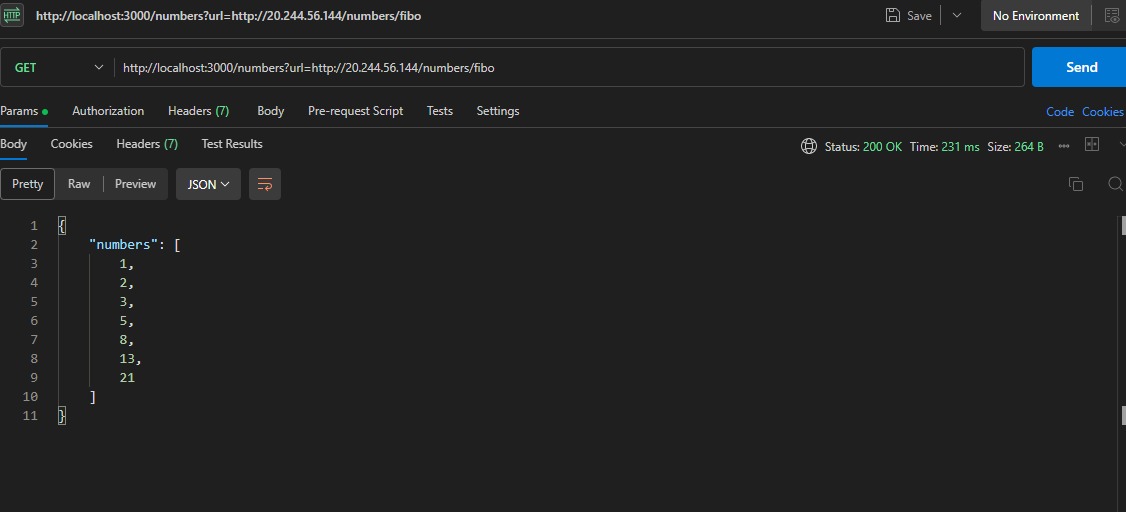 HTTP http://localhost:3000/numbers?url=http://20.244.56.144/numbers/fibo Save No Environment
GET http://localhost:3000/numbers?url=http://20.244.56.144/numbers/fibo Send
Params Authorization Headers (7) Body Pre-request Script Tests Settings Code Cookies
Body Cookies Headers (7) Test Results Status: 200 OK Time: 231 ms Size: 264 B
Pretty Raw Preview JSON
1 {
2 "numbers": [
3 1,
4 2,
5 3,
6 5,
7 8,
8 13,
9 21
10 ]
11 }